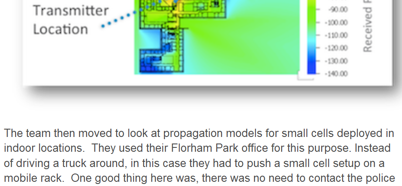 Transmitter
Location
-90.00
-100.00
-110.00
-120.00
-130.00
-140.00
Received
The team then moved to look at propagation models for small cells deployed in
indoor locations.  They used their Florham Park office for this purpose. Instead
of driving a truck around, in this case they had to push a small cell setup on a
mobile rack.  One good thing here was, there was no need to contact the police